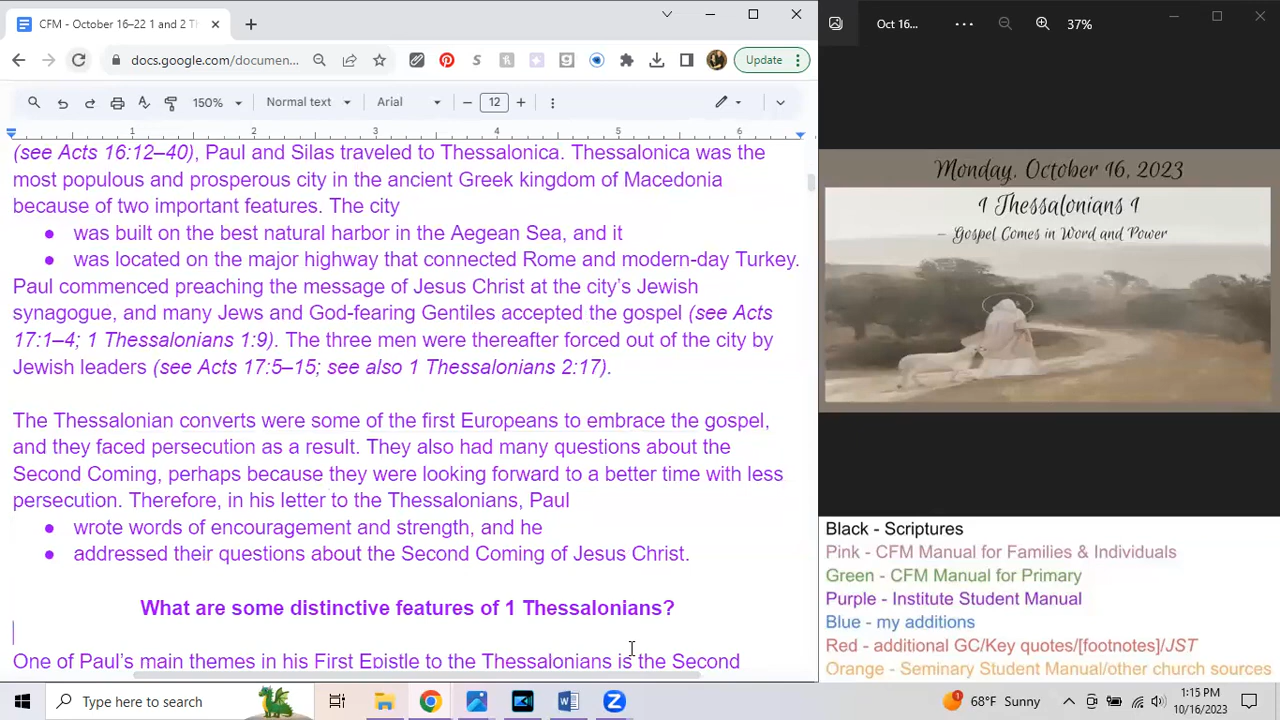 CFM - October 16–22 1 and 2 Th
docs.google.com/documen...
Update
150%
Normal text
Arial
12
1 2 3 4 5 6
(see Acts 16:12–40), Paul and Silas traveled to Thessalonica. Thessalonica was the
most populous and prosperous city in the ancient Greek kingdom of Macedonia
because of two important features. The city
● was built on the best natural harbor in the Aegean Sea, and it
● was located on the major highway that connected Rome and modern-day Turkey.
Paul commenced preaching the message of Jesus Christ at the city's Jewish
synagogue, and many Jews and God-fearing Gentiles accepted the gospel (see Acts
17:1–4; 1 Thessalonians 1:9). The three men were thereafter forced out of the city by
Jewish leaders (see Acts 17:5–15; see also 1 Thessalonians 2:17).
The Thessalonian converts were some of the first Europeans to embrace the gospel,
and they faced persecution as a result. They also had many questions about the
Second Coming, perhaps because they were looking forward to a better time with less
persecution. Therefore, in his letter to the Thessalonians, Paul
● wrote words of encouragement and strength, and he
● addressed their questions about the Second Coming of Jesus Christ.
What are some distinctive features of 1 Thessalonians?
One of Paul's main themes in his First Epistle to the Thessalonians is the Second
Oct 16...
37%
Monday, October 16, 2023
1 Thessalonians 1
– Gospel Comes in Word and Power
Black - Scriptures
Pink - CFM Manual for Families & Individuals
Green - CFM Manual for Primary
Purple - Institute Student Manual
Blue - my additions
Red - additional GC/Key quotes/[footnotes]/JST
Orange - Seminary Student Manual/other church sources
Type here to search
1
68°F Sunny
1:15 PM
10/16/2023